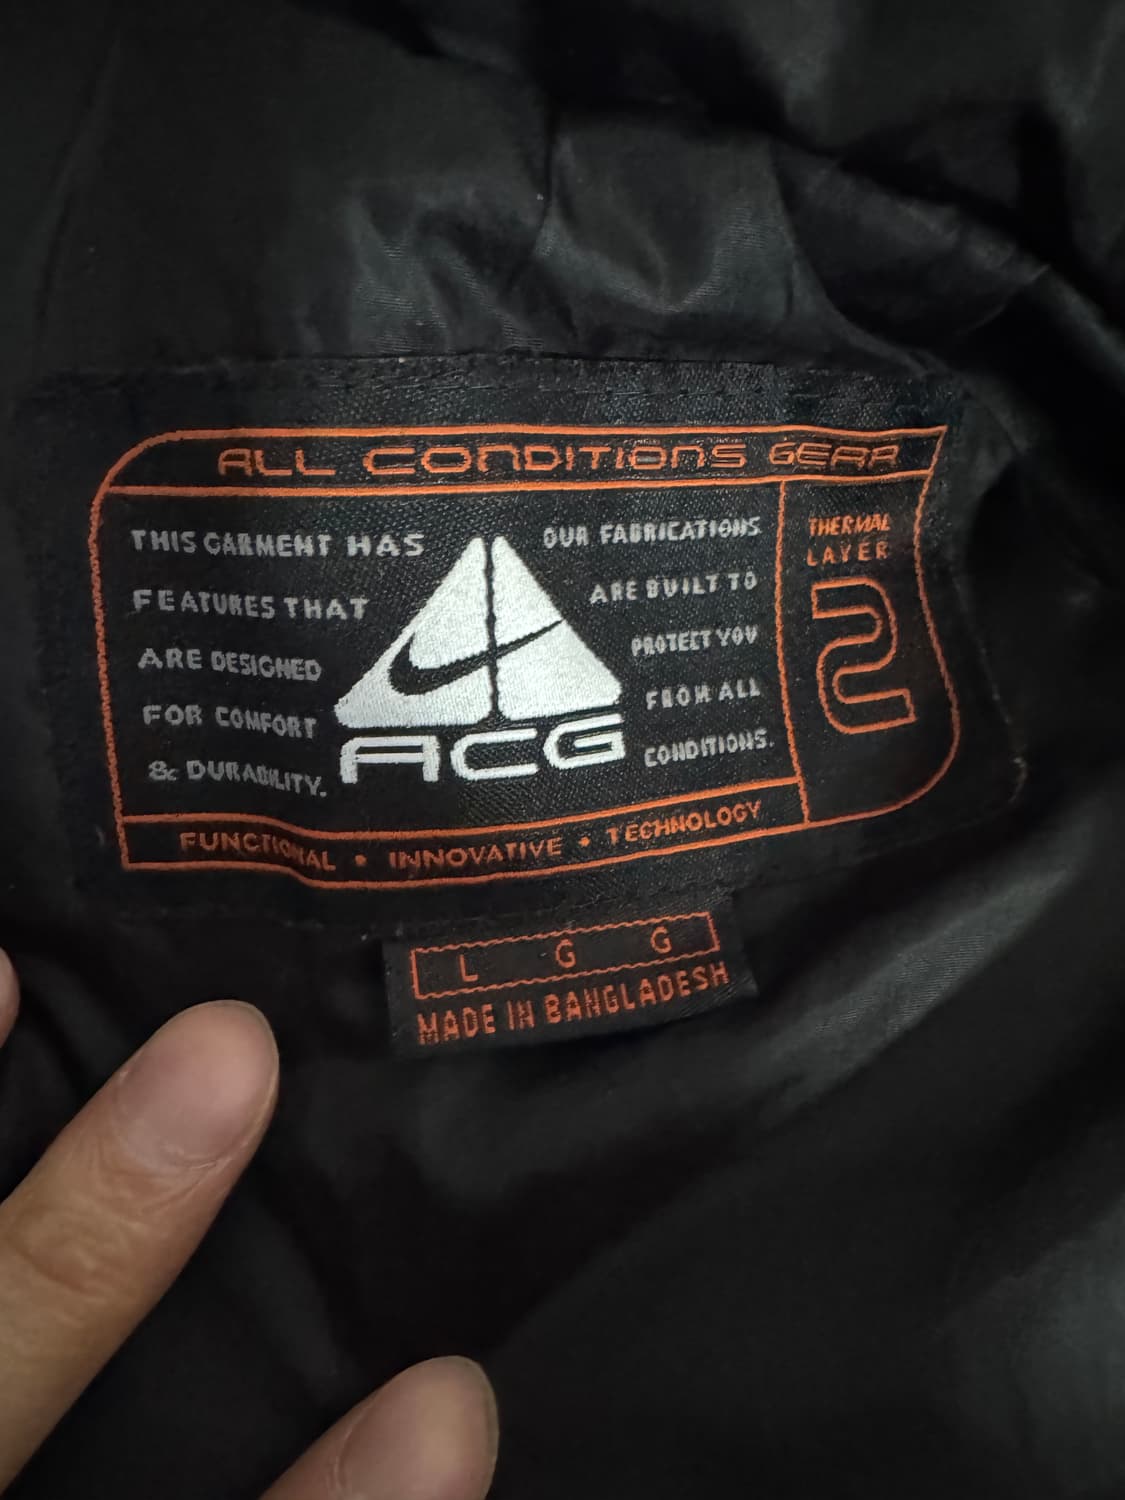 ALL CONDITIONS GEAR
THIS GARMENT HAS
FEATURES THAT
ARE DESIGNED
FOR COMFORT
& DURABILITY.
ACG
OUR FABRICATIONS
ARE BUILT TO
PROTECT YOU
FROM ALL
CONDITIONS.
THERMAL
LAYER
2
FUNCTIONAL • INNOVATIVE • TECHNOLOGY
L G G
MADE IN BANGLADESH